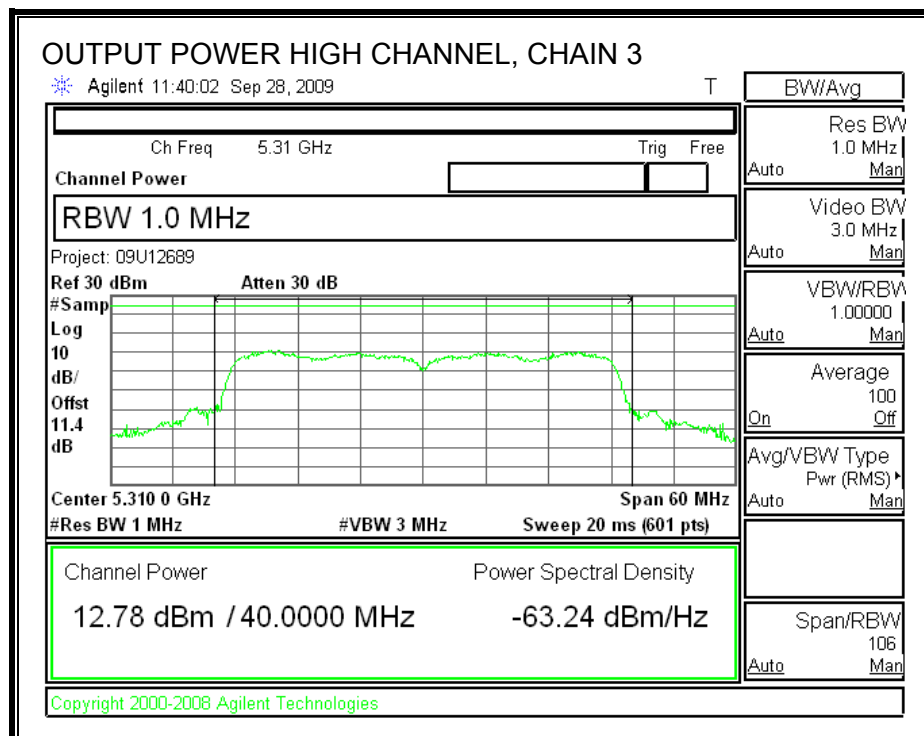 OUTPUT POWER HIGH CHANNEL, CHAIN 3
Agilent 11:40:02 Sep 28, 2009 T
BW/Avg
Ch Freq 5.31 GHz Trig Free
Channel Power
RBW 1.0 MHz
Project: 09U12689
Ref 30 dBm Atten 30 dB
#Samp
Log
10
dB/
Offst
11.4
dB
Center 5.310 0 GHz Span 60 MHz
#Res BW 1 MHz #VBW 3 MHz Sweep 20 ms (601 pts)
Channel Power Power Spectral Density
12.78 dBm / 40.0000 MHz -63.24 dBm/Hz
Copyright 2000-2008 Agilent Technologies
Res BW
1.0 MHz
Auto Man
Video BW
3.0 MHz
Auto Man
VBW/RBW
1.00000
Auto Man
Average
100
On Off
Avg/VBW Type
Pwr (RMS)
Auto Man
Span/RBW
106
Auto Man